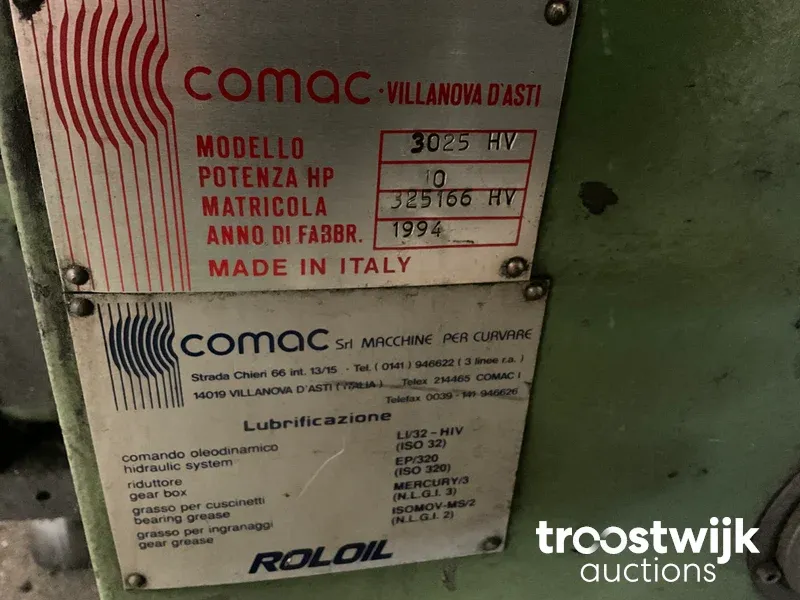 comac · VILLANOVA D'ASTI
MODELLO 3025 HV
POTENZA HP 10
MATRICOLA 325166 HV
ANNO DI FABBR. 1994
MADE IN ITALY
comac Srl MACCHINE PER CURVARE
Strada Chieri 66 int. 13/15 - Tel. (0141) 946622 (3 linee r.a.)
14019 VILLANOVA D'ASTI (ITALIA) Telex 214465 COMAC I
Telefax 0039 - 141-946626
Lubrificazione
comando oleodinamico LI/32 - HIV
hidraulic system (ISO 32)
riduttore EP/320
gear box (ISO 320)
grasso per cuscinetti MERCURY/3
bearing grease (N.L.G.I. 3)
grasso per ingranaggi ISOMOV-MS/2
gear grease (N.L.G.I. 2)
ROLOIL
troostwijk
auctions